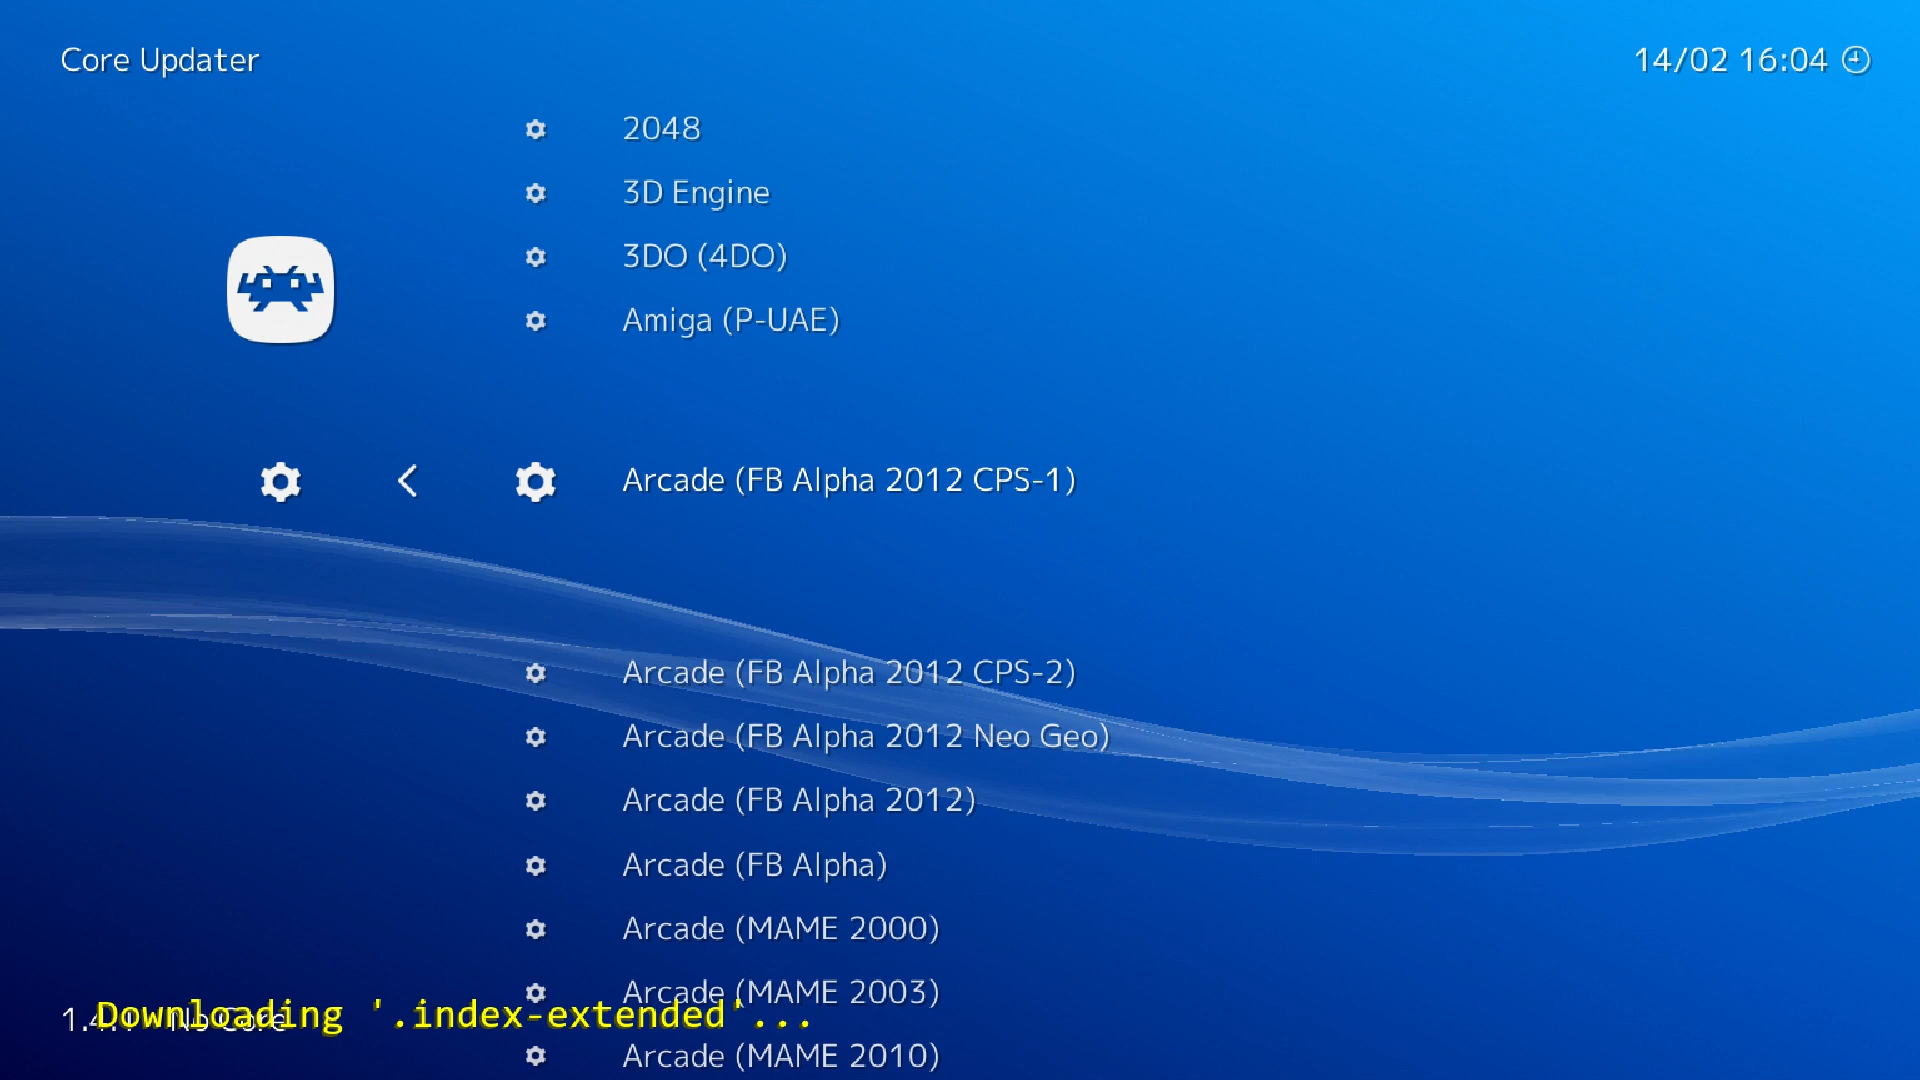 Core Updater
14/02 16:04
2048
3D Engine
3DO (4DO)
Amiga (P-UAE)
Arcade (FB Alpha 2012 CPS-1)
Arcade (FB Alpha 2012 CPS-2)
Arcade (FB Alpha 2012 Neo Geo)
Arcade (FB Alpha 2012)
Arcade (FB Alpha)
Arcade (MAME 2000)
Arcade (MAME 2003)
Downloading '.index-extended'...
No Core
Arcade (MAME 2010)